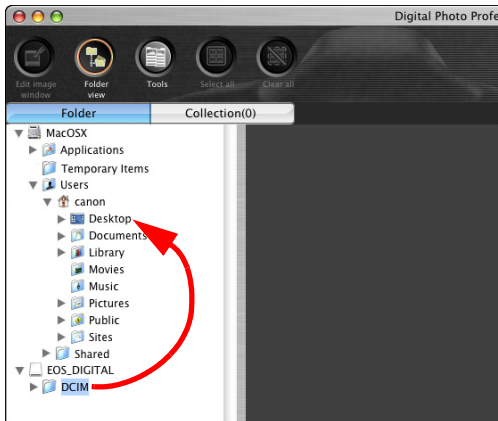 Digital Photo Profe
Edit image window
Folder view
Tools
Select all
Clear all
Folder
Collection(0)
MacOSX
Applications
Temporary Items
Users
canon
Desktop
Documents
Library
Movies
Music
Pictures
Public
Sites
Shared
EOS_DIGITAL
DCIM